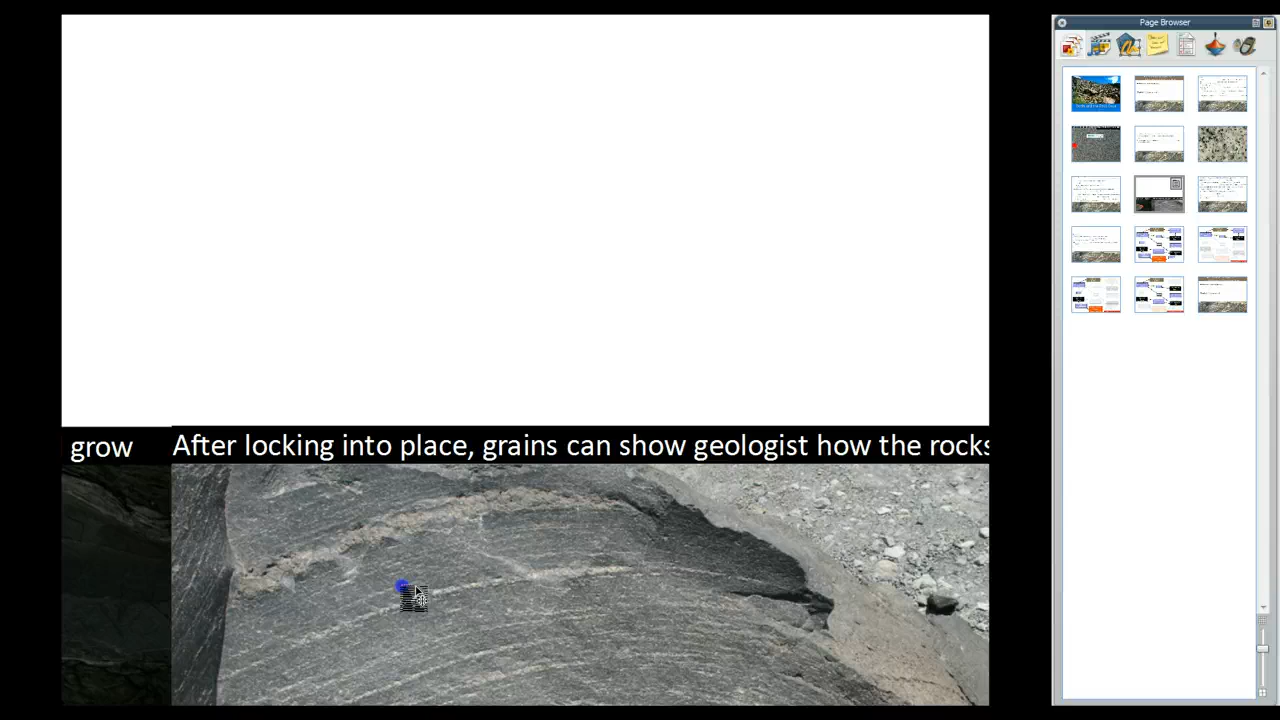 Page Browser
grow
After locking into place, grains can show geologist how the rocks